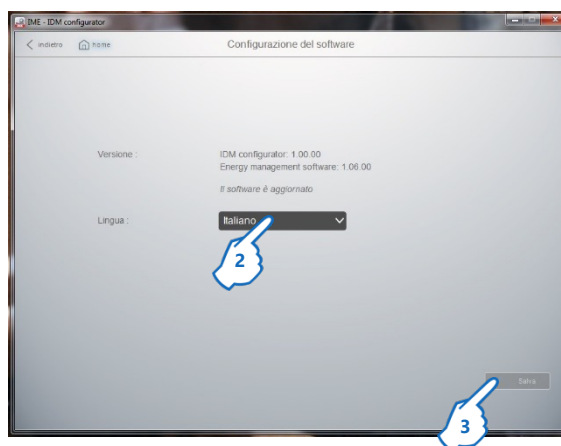 IME - IDM configurator
indietro home Configurazione del software
Versione : IDM configurator: 1.00.00
Energy management software: 1.06.00
Il software è aggiornato
Lingua : Italiano
2
Salva
3